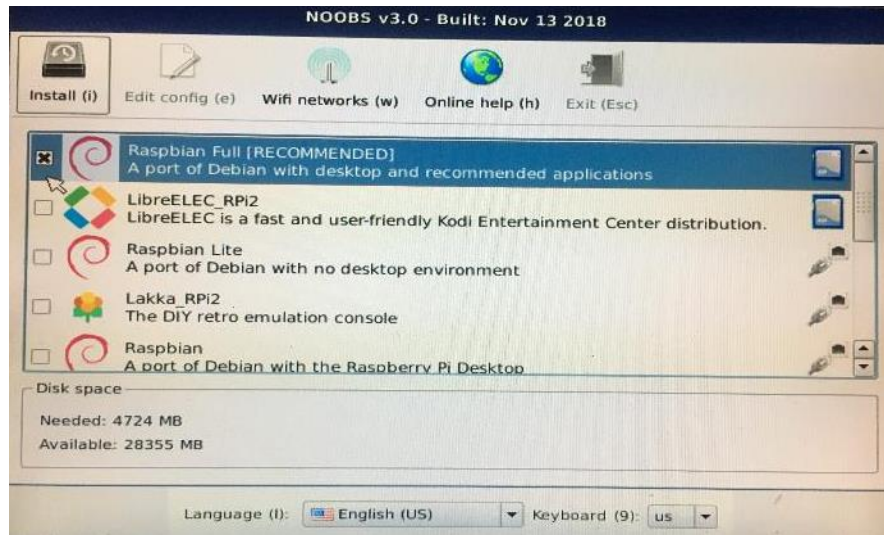 NOOBS v3.0 - Built: Nov 13 2018
Install (i) Edit config (e) Wifi networks (w) Online help (h) Exit (Esc)
Raspbian Full [RECOMMENDED]
A port of Debian with desktop and recommended applications
LibreELEC_RPi2
LibreELEC is a fast and user-friendly Kodi Entertainment Center distribution.
Raspbian Lite
A port of Debian with no desktop environment
Lakka_RPi2
The DIY retro emulation console
Raspbian
A port of Debian with the Raspberry Pi Desktop
Disk space
Needed: 4724 MB
Available: 28355 MB
Language (l): English (US) Keyboard (9): us